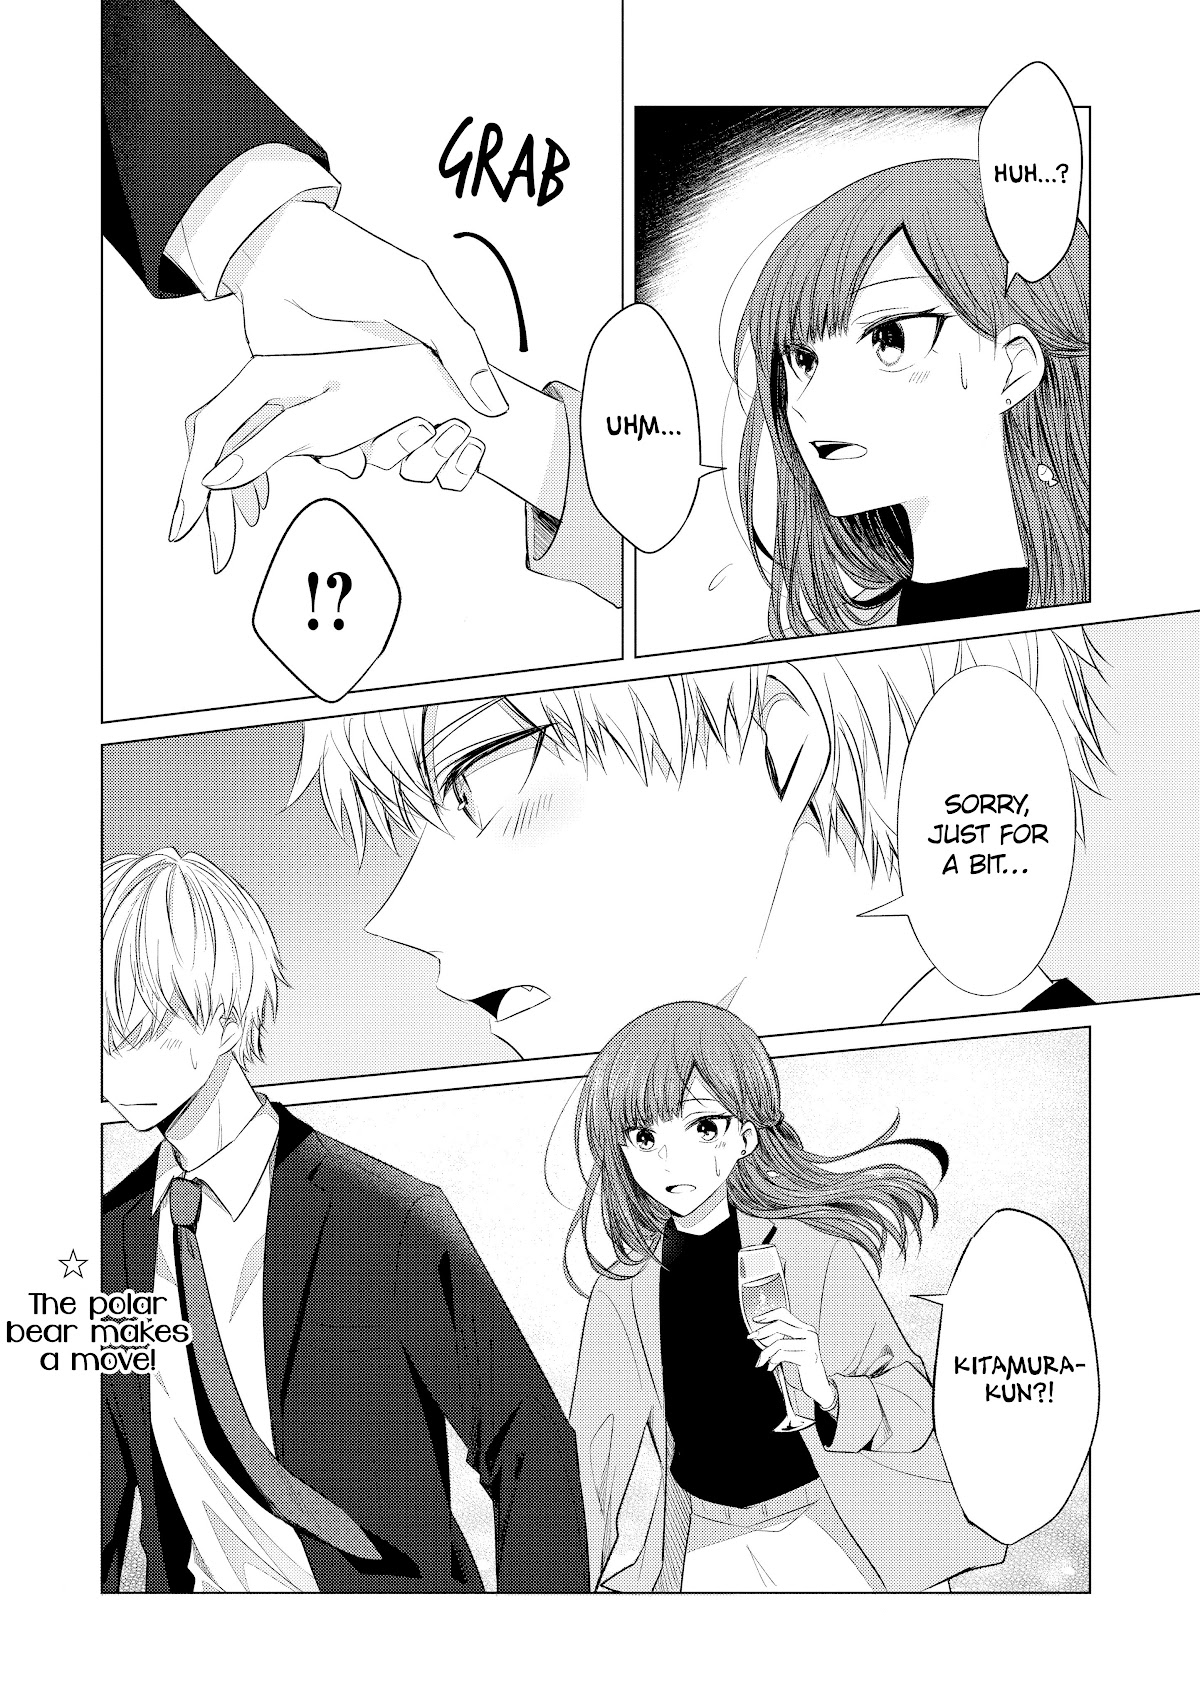 HUH...?
UHM...
GRAB
!?
SORRY,
JUST FOR
A BIT...
KITAMURA-
KUN?!
☆
The polar
bear makes
a move!